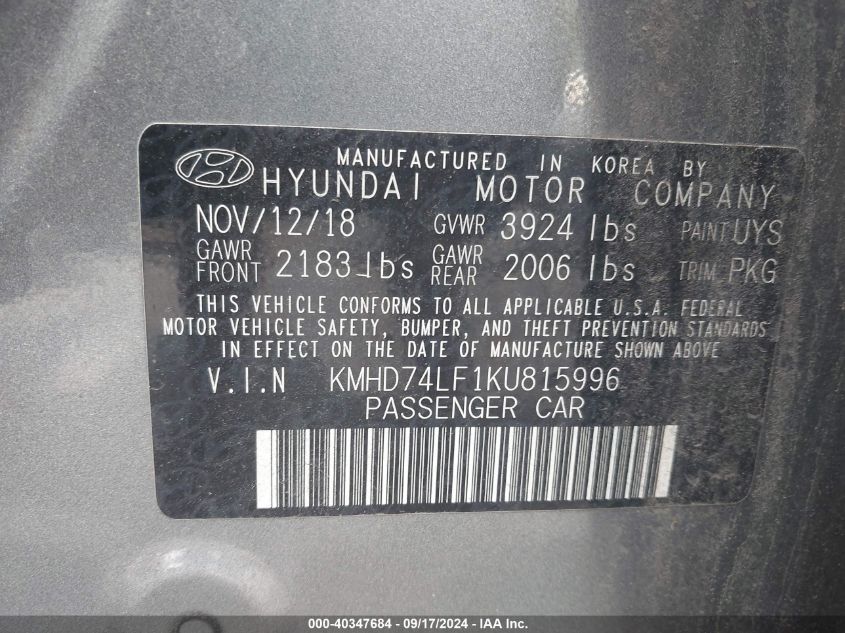 MANUFACTURED IN KOREA BY
HYUNDAI MOTOR COMPANY
NOV/12/18 GVWR 3924 lbs PAINT UYS
GAWR FRONT 2183 lbs GAWR REAR 2006 lbs TRIM PKG
THIS VEHICLE CONFORMS TO ALL APPLICABLE U.S.A. FEDERAL
MOTOR VEHICLE SAFETY, BUMPER, AND THEFT PREVENTION STANDARDS
IN EFFECT ON THE DATE OF MANUFACTURE SHOWN ABOVE
V.I.N KMHD74LF1KU815996
PASSENGER CAR
000-40347684 - 09/17/2024 - IAAI.COM